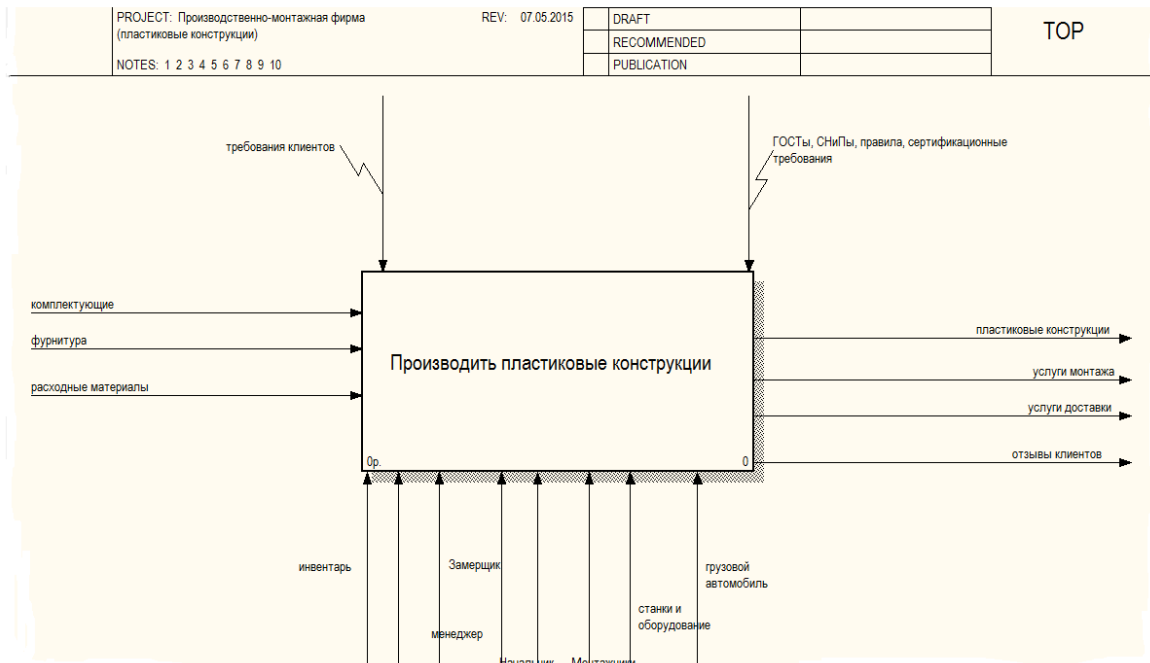 PROJECT: Производственно-монтажная фирма
(пластиковые конструкции)
REV: 07.05.2015
NOTES: 1 2 3 4 5 6 7 8 9 10
DRAFT
RECOMMENDED
PUBLICATION
TOP
требования клиентов
ГОСТы, СНиПы, правила, сертификационные
требования
комплектующие
фурнитура
расходные материалы
Производить пластиковые конструкции
0р.
0
пластиковые конструкции
услуги монтажа
услуги доставки
отзывы клиентов
инвентарь
Замерщик
грузовой
автомобиль
станки и
оборудование
менеджер
Начальник
Монтажники